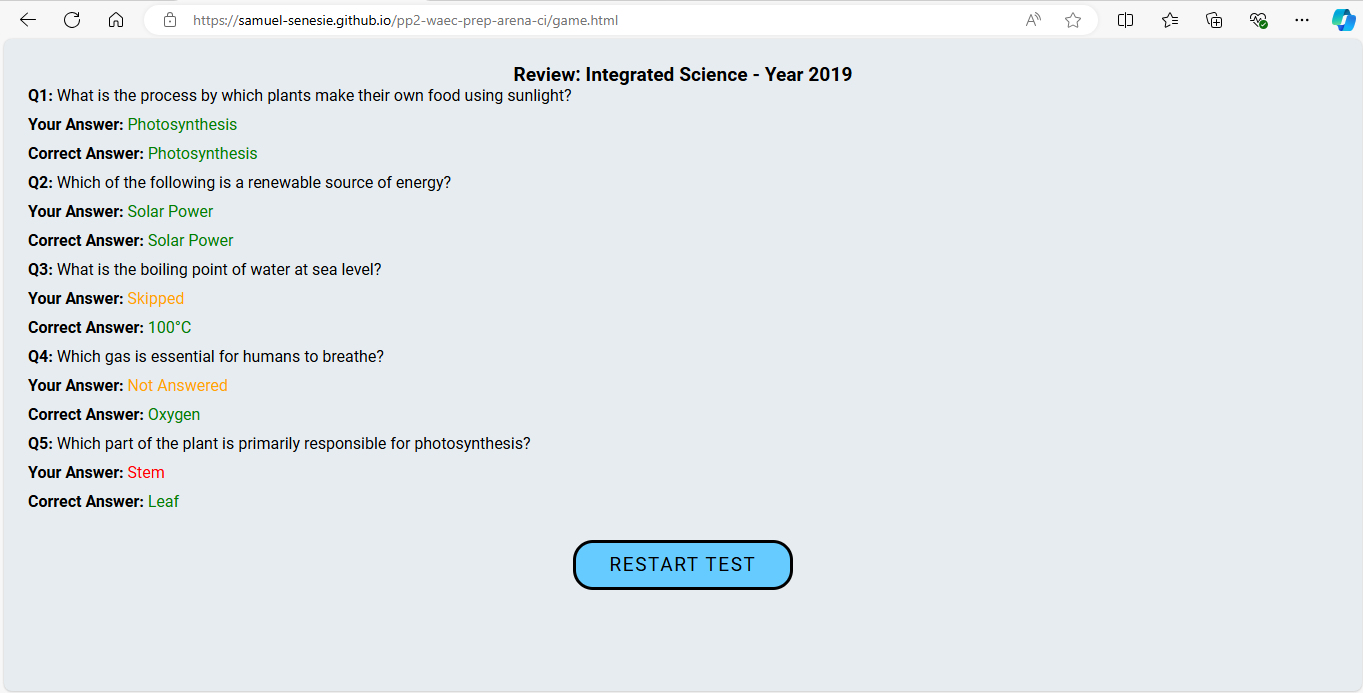 https://samuel-senesie.github.io/pp2-waec-prep-arena-ci/game.html
Review: Integrated Science - Year 2019
Q1: What is the process by which plants make their own food using sunlight?
Your Answer: Photosynthesis
Correct Answer: Photosynthesis
Q2: Which of the following is a renewable source of energy?
Your Answer: Solar Power
Correct Answer: Solar Power
Q3: What is the boiling point of water at sea level?
Your Answer: Skipped
Correct Answer: 100°C
Q4: Which gas is essential for humans to breathe?
Your Answer: Not Answered
Correct Answer: Oxygen
Q5: Which part of the plant is primarily responsible for photosynthesis?
Your Answer: Stem
Correct Answer: Leaf
RESTART TEST